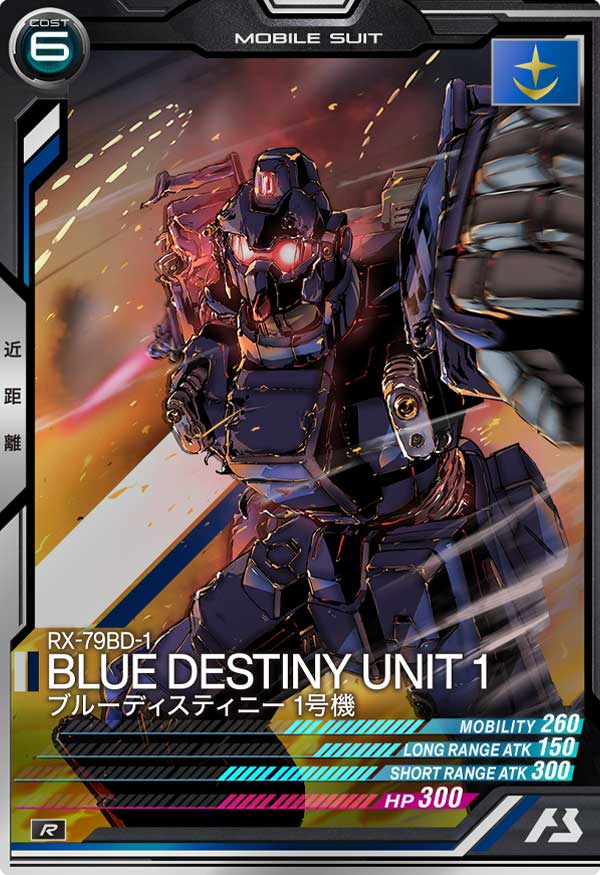 COST
6
MOBILE SUIT
近距離
RX-79BD-1
BLUE DESTINY UNIT 1
ブルーディスティニー 1号機
MOBILITY 260
LONG RANGE ATK 150
SHORT RANGE ATK 300
HP 300
R